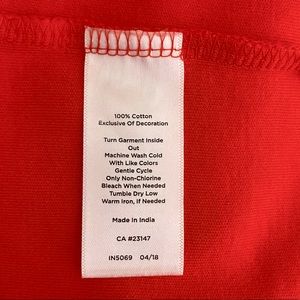 100% Cotton
Exclusive Of Decoration
Turn Garment Inside
Out
Machine Wash Cold
With Like Colors
Gentle Cycle
Only Non-Chlorine
Bleach When Needed
Tumble Dry Low
Warm Iron, If Needed
Made In India
CA #23147
IN5069 04/18